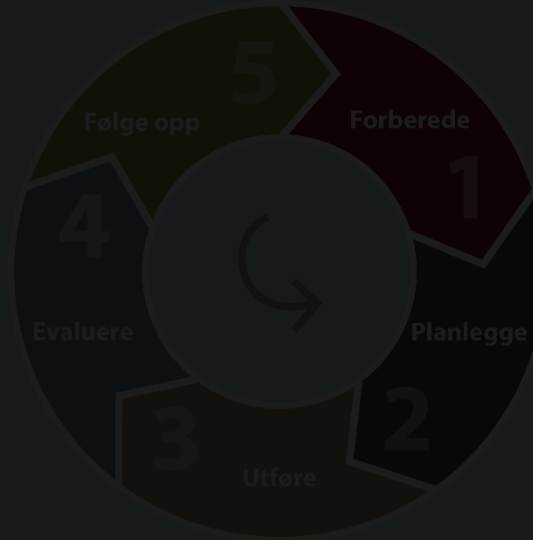 5
Følge opp
Forberede
1
4
Evaluere
Planlegge
2
3
Utføre